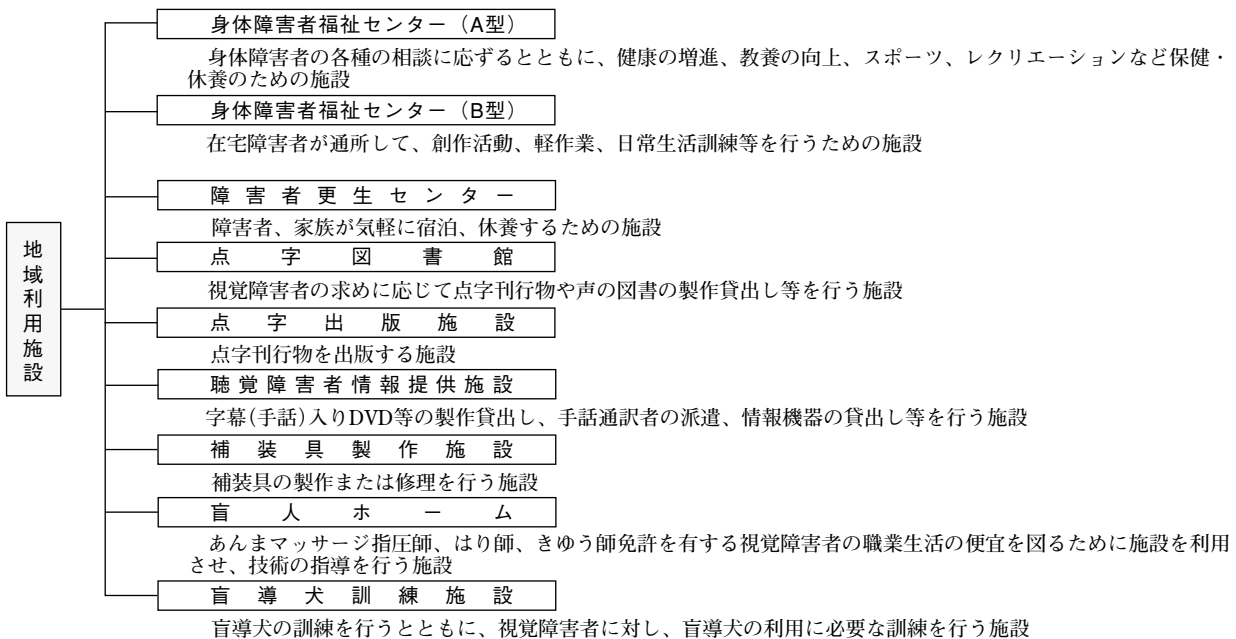 地域利用施設
身体障害者福祉センター(A型)
身体障害者の各種の相談に応ずるとともに、健康の増進、教養の向上、スポーツ、レクリエーションなど保健・
休養のための施設
身体障害者福祉センター(B型)
在宅障害者が通所して、創作活動、軽作業、日常生活訓練等を行うための施設
障害者更生センター
障害者、家族が気軽に宿泊、休養するための施設
点字図書館
視覚障害者の求めに応じて点字刊行物や声の図書の製作貸出し等を行う施設
点字出版施設
点字刊行物を出版する施設
聴覚障害者情報提供施設
字幕(手話)入りDVD等の製作貸出し、手話通訳者の派遣、情報機器の貸出し等を行う施設
補装具製作施設
補装具の製作または修理を行う施設
盲人ホーム
あんまマッサージ指圧師、はり師、きゆう師免許を有する視覚障害者の職業生活の便宜を図るために施設を利用
させ、技術の指導を行う施設
盲導犬訓練施設
盲導犬の訓練を行うとともに、視覚障害者に対し、盲導犬の利用に必要な訓練を行う施設